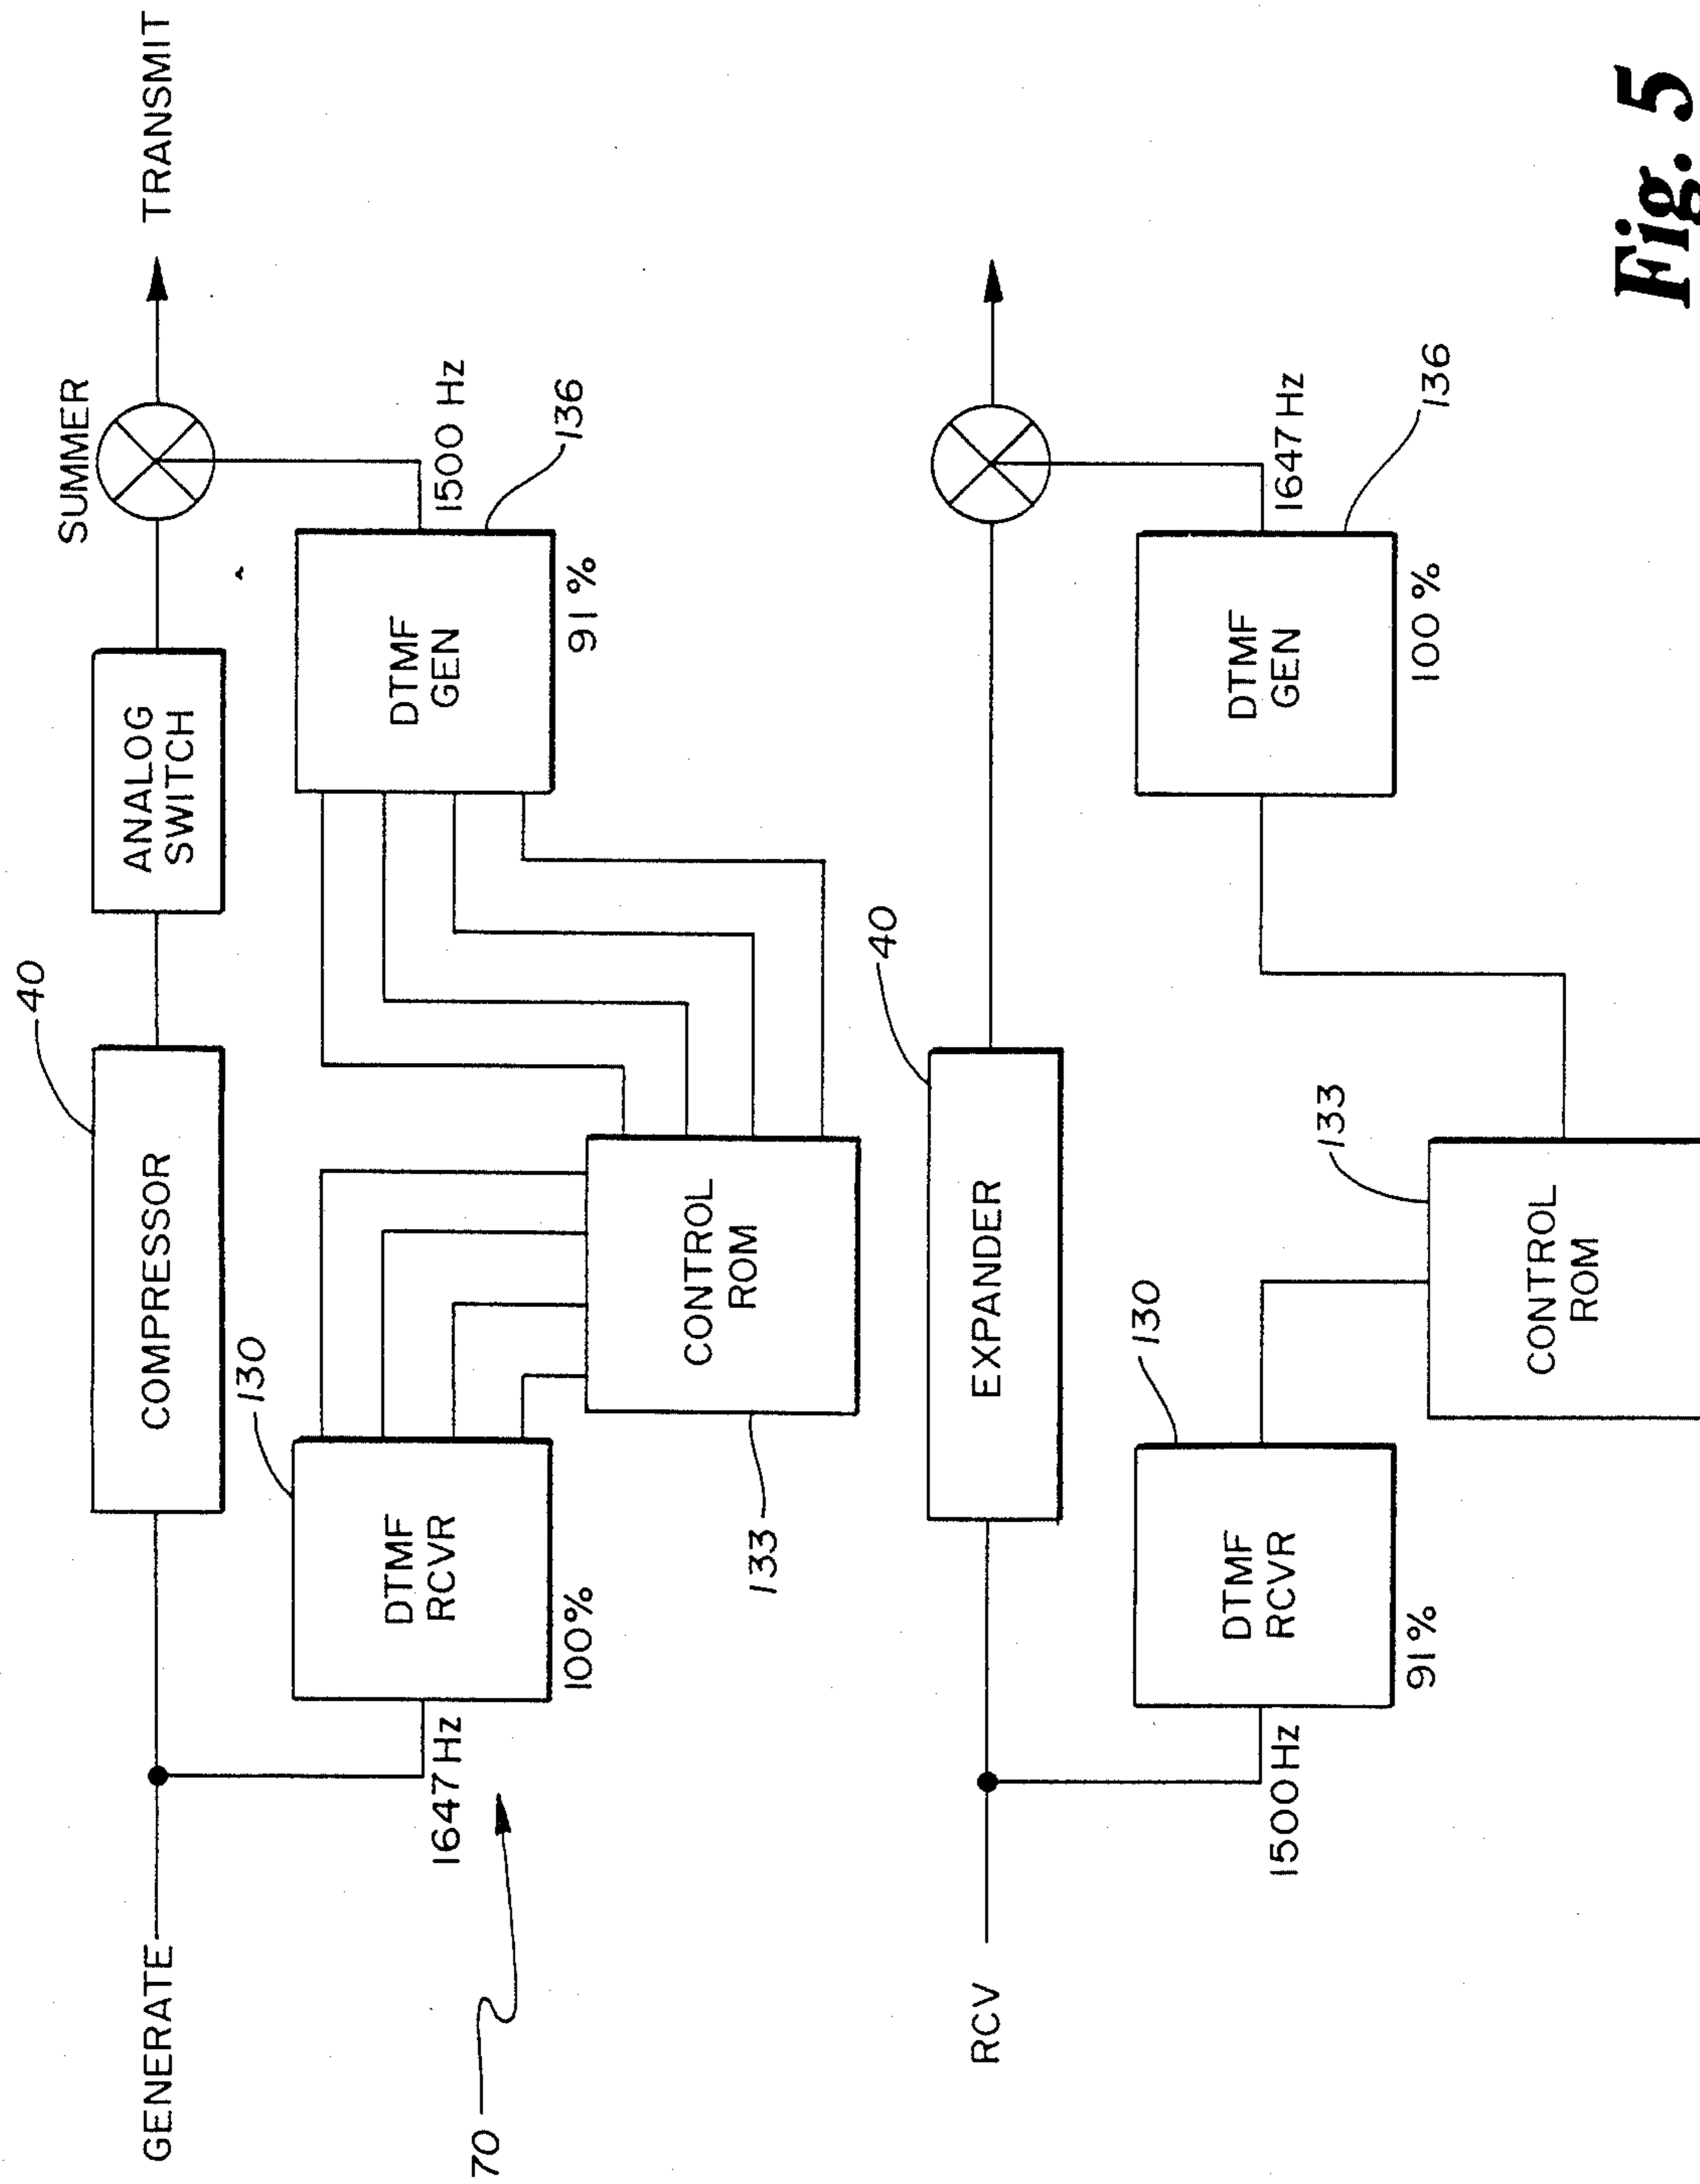 40
SUMMER
GENERATE
COMPRESSOR
ANALOG
SWITCH
TRANSMIT
130
1647 Hz
DTMF
RCVR
100%
CONTROL
ROM
133
DTMF
GEN
91%
1500 Hz
136
70
40
RCV
EXPANDER
130
1500 Hz
DTMF
RCVR
91%
133
CONTROL
ROM
DTMF
GEN
100%
1647 Hz
136
Fig. 5